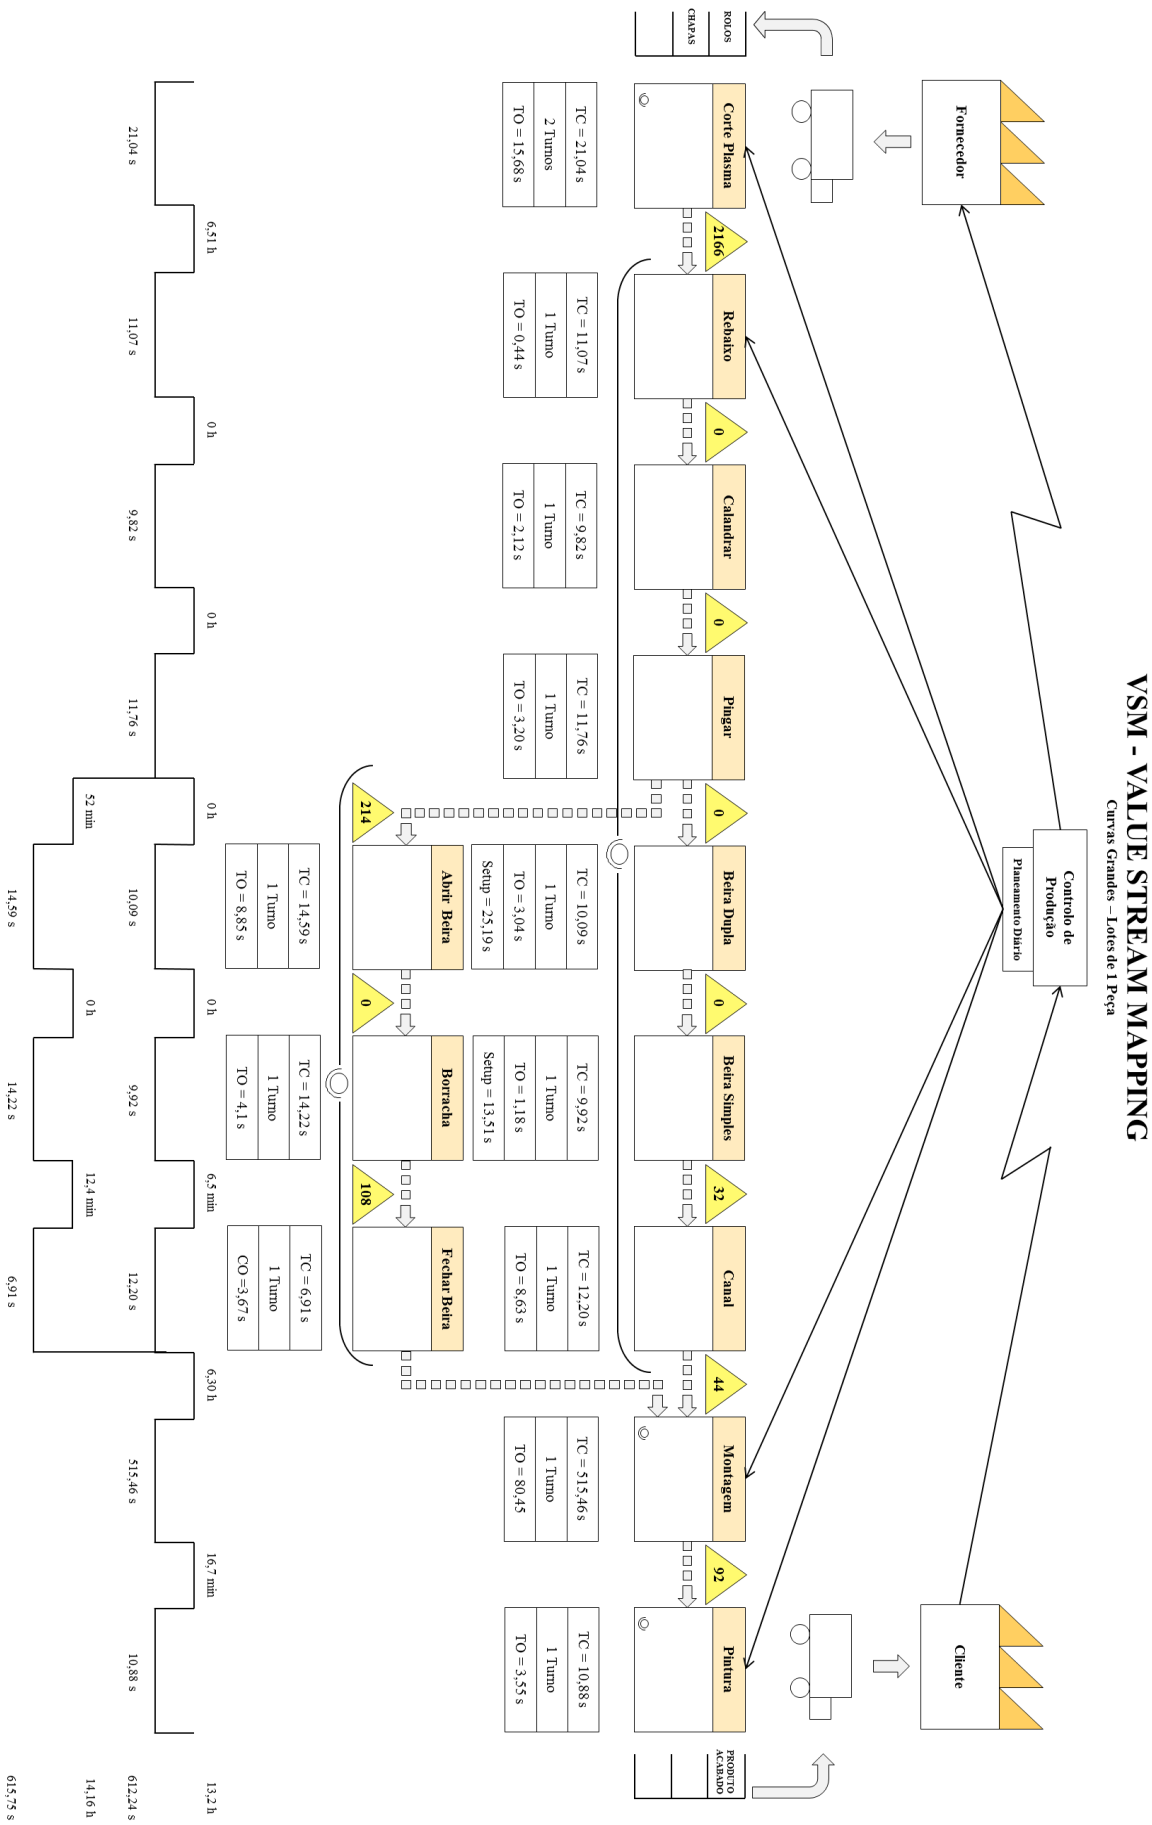 VSM - VALUE STREAM MAPPING
Curvas Grandes – Lotes de 1 Peça
Fornecedor
Controlo de
Produção
Planeamento Diário
Cliente
ROLOS
CHAPAS
PRODUTO
ACABADO
Corte Plasma
2166
Rebaixo
0
Calandrar
0
Pingar
0
Beira Dupla
0
Beira Simples
32
Canal
44
Montagem
92
Pintura
TC = 21,04 s
2 Turnos
TO = 15,68 s
TC = 11,07 s
1 Turno
TO = 0,44 s
TC = 9,82 s
1 Turno
TO = 2,12 s
TC = 11,76 s
1 Turno
TO = 3,20 s
TC = 10,09 s
1 Turno
TO = 3,04 s
Setup = 25,19 s
TC = 9,92 s
1 Turno
TO = 1,18 s
Setup = 13,51 s
TC = 12,20 s
1 Turno
TO = 8,63 s
TC = 515,46 s
1 Turno
TO = 80,45
TC = 10,88 s
1 Turno
TO = 3,55 s
214
Abrir Beira
0
Borracha
108
Fechar Beira
TC = 14,59 s
1 Turno
TO = 8,85 s
TC = 14,22 s
1 Turno
TO = 4,1 s
TC = 6,91 s
1 Turno
CO =3,67 s
6,51 h
0 h
0 h
0 h
0 h
6,5 min
6,30 h
16,7 min
13,2 h
21,04 s
11,07 s
9,82 s
11,76 s
10,09 s
9,92 s
12,20 s
515,46 s
10,88 s
612,24 s
52 min
0 h
12,4 min
14,16 h
14,59 s
14,22 s
6,91 s
615,75 s